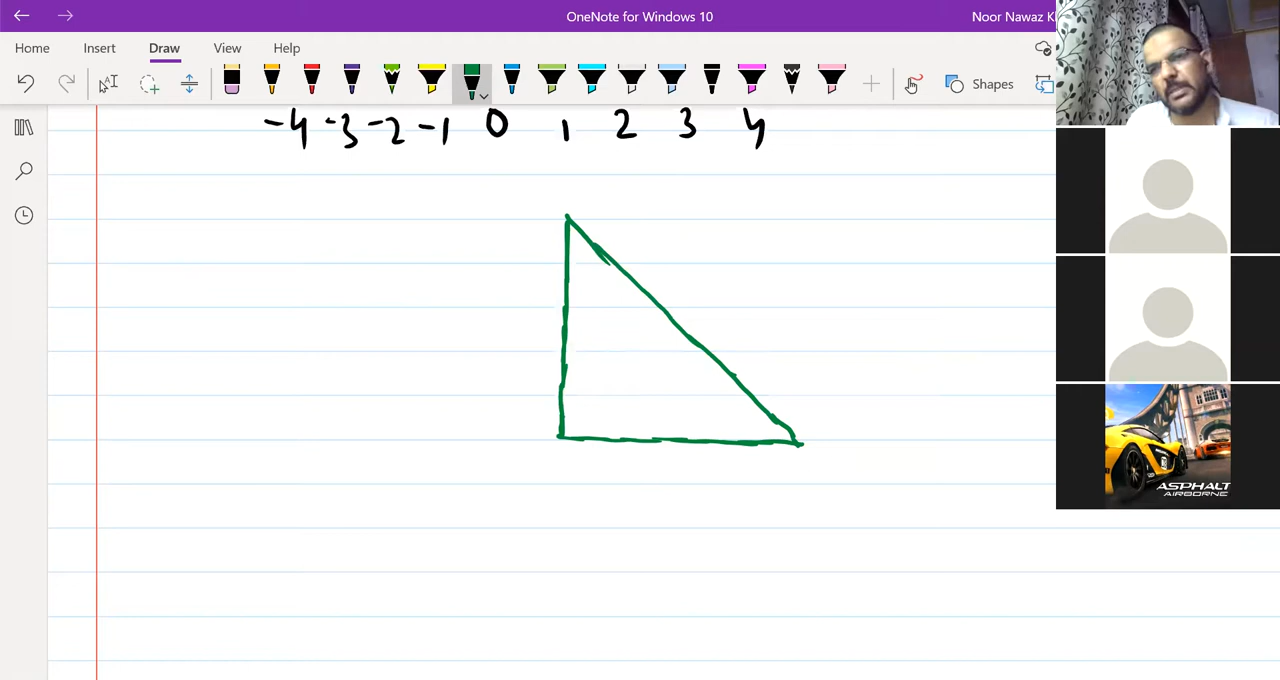 OneNote for Windows 10
Noor Nawaz K
Home Insert Draw View Help
Shapes
-4 -3 -2 -1 0 1 2 3 4
ASPHALT
AIRBORNE